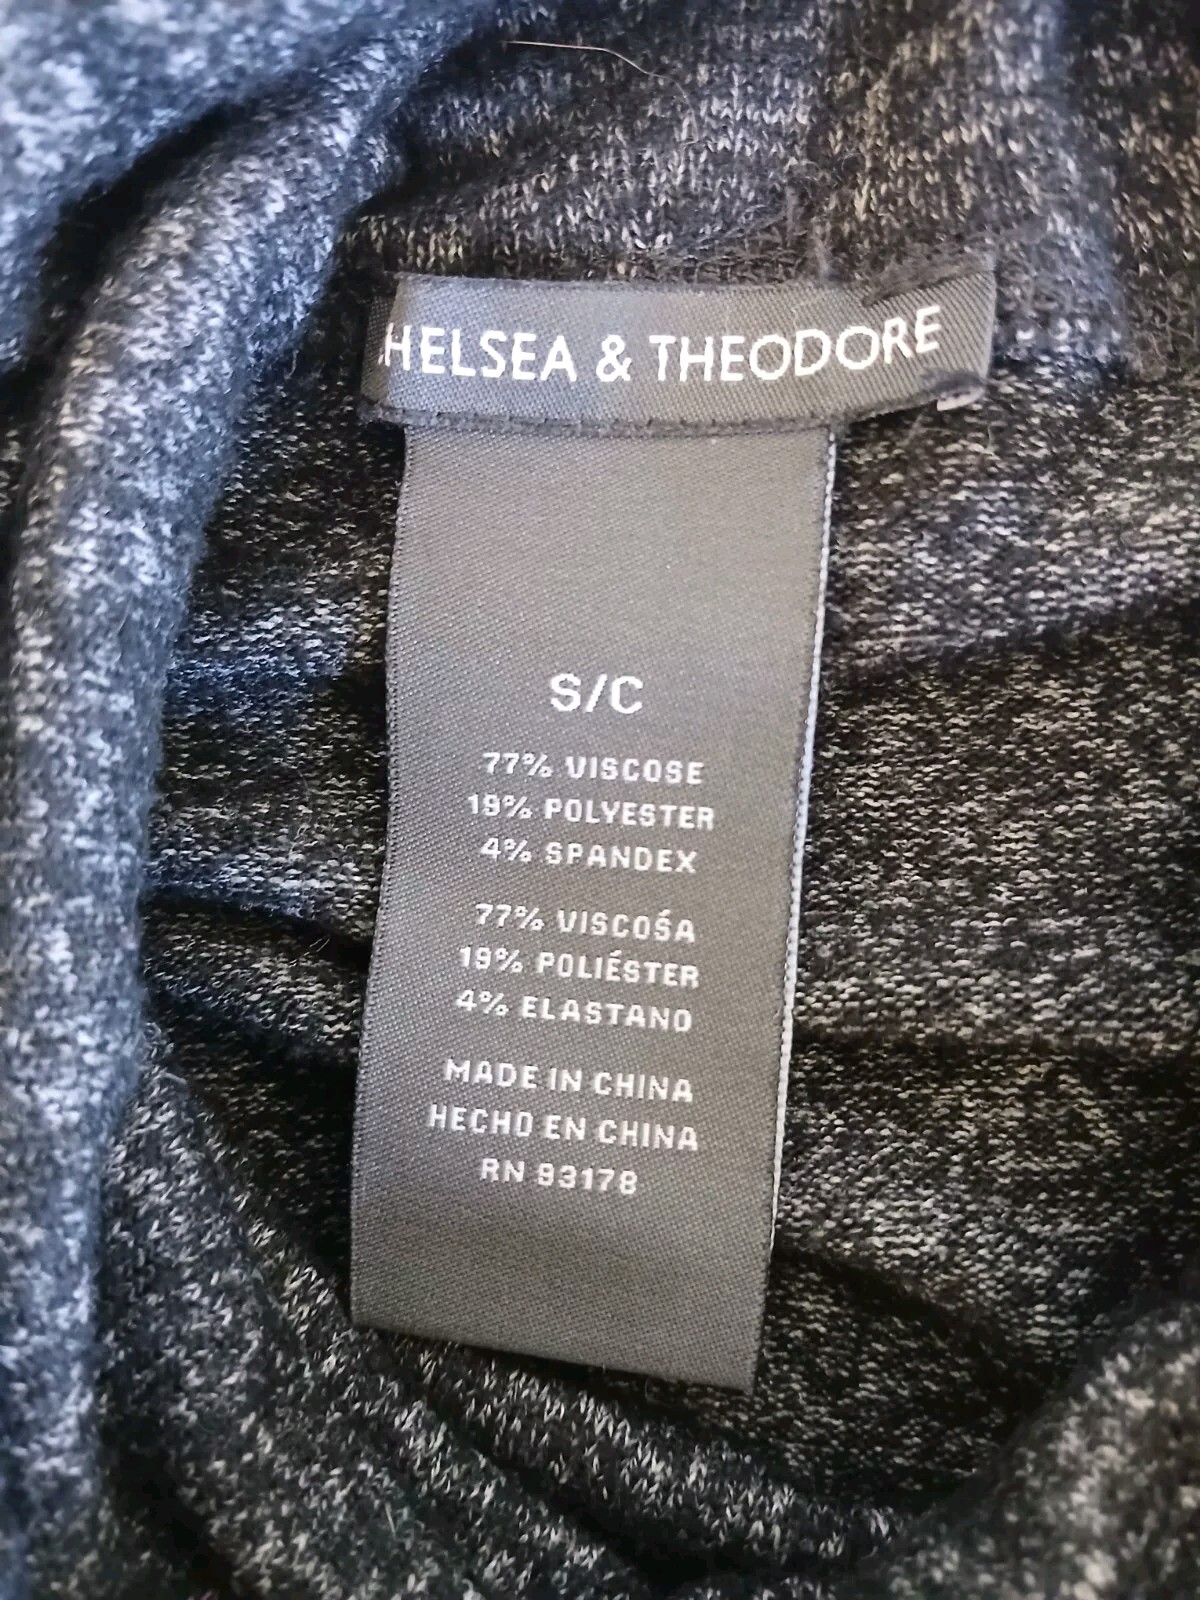 CHELSEA & THEODORE
S/C
77% VISCOSE
19% POLYESTER
4% SPANDEX
77% VISCOŚA
19% POLIÉSTER
4% ELASTANO
MADE IN CHINA
HECHO EN CHINA
RN 93178